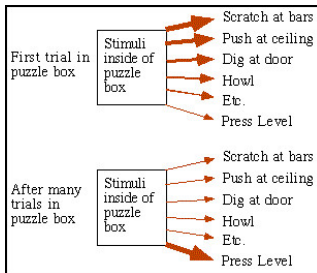 First trial in
puzzle box
Stimuli
inside of
puzzle
box
Scratch at bars
Push at ceiling
Dig at door
Howl
Etc.
Press Level
After many
trials in
puzzle box
Stimuli
inside of
puzzle
box
Scratch at bars
Push at ceiling
Dig at door
Howl
Etc.
Press Level